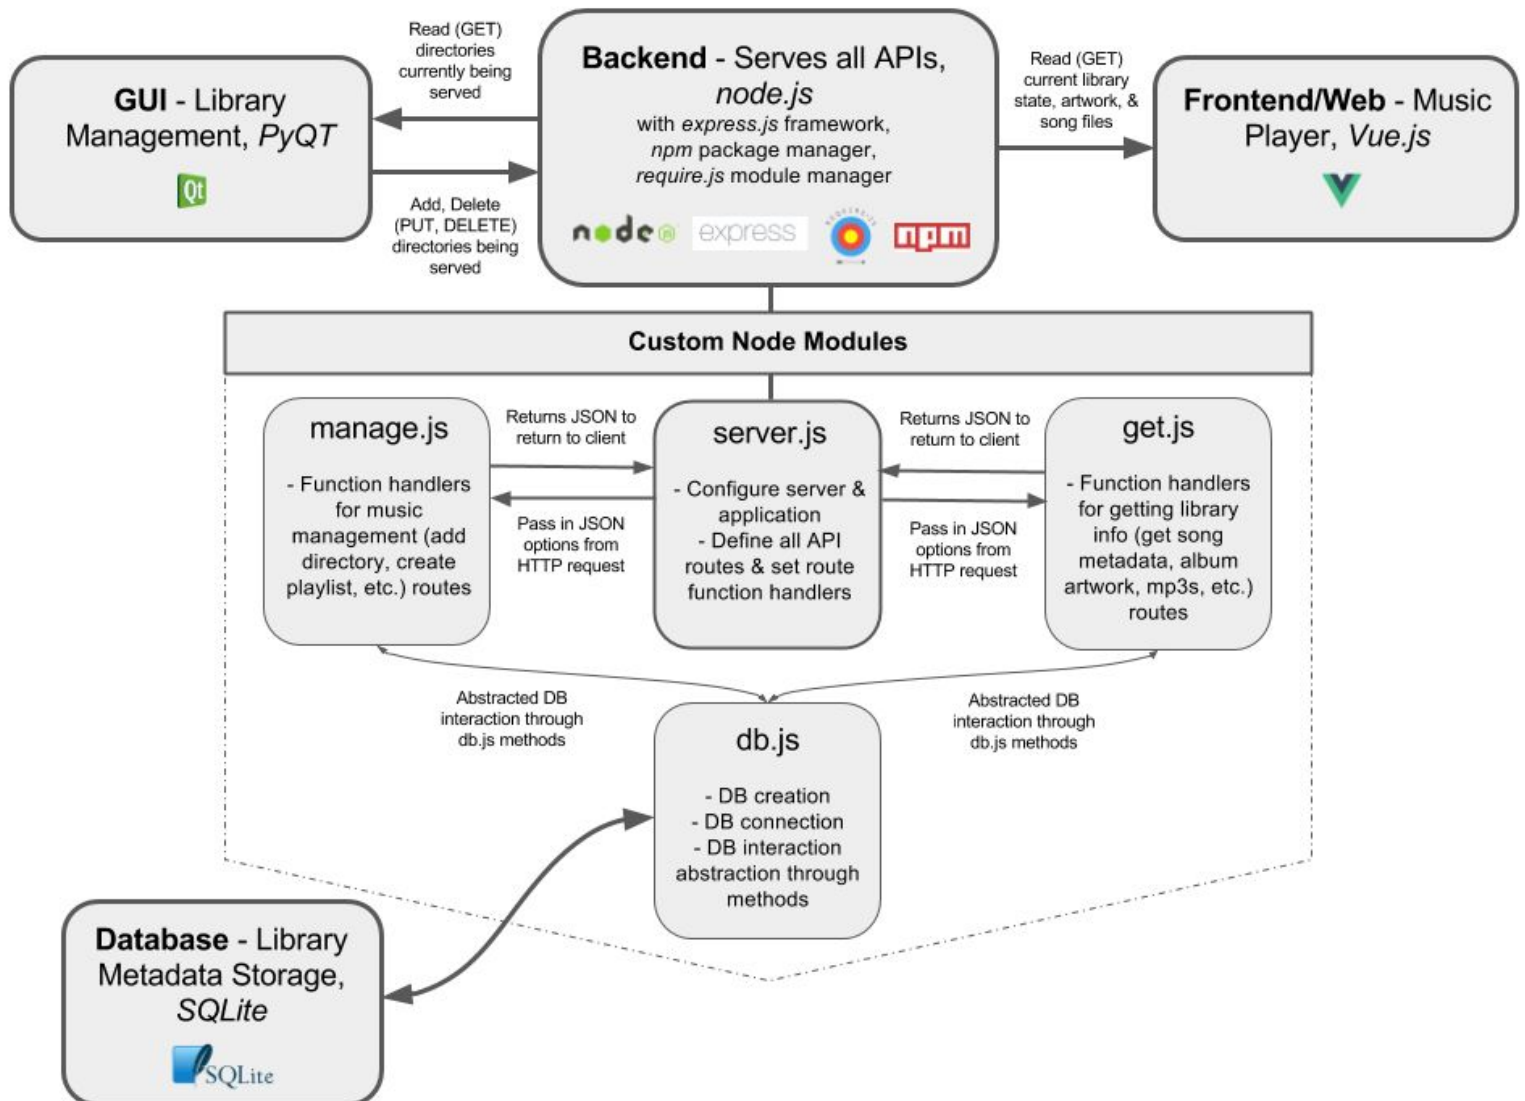 Read (GET)
directories
currently being
served
GUI - Library
Management, PyQT
Qt
Add, Delete
(PUT, DELETE)
directories being
served
Backend - Serves all APIs,
node.js
with express.js framework,
npm package manager,
require.js module manager
node js
express
npm
Read (GET)
current library
state, artwork, &
song files
Frontend/Web - Music
Player, Vue.js
Custom Node Modules
manage.js
- Function handlers
for music
management (add
directory, create
playlist, etc.) routes
Returns JSON to
return to client
Pass in JSON
options from
HTTP request
server.js
- Configure server &
application
- Define all API
routes & set route
function handlers
Returns JSON to
return to client
Pass in JSON
options from
HTTP request
get.js
- Function handlers
for getting library
info (get song
metadata, album
artwork, mp3s, etc.)
routes
Abstracted DB
interaction through
db.js methods
Abstracted DB
interaction through
db.js methods
db.js
- DB creation
- DB connection
- DB interaction
abstraction through
methods
Database - Library
Metadata Storage,
SQLite
SQLite